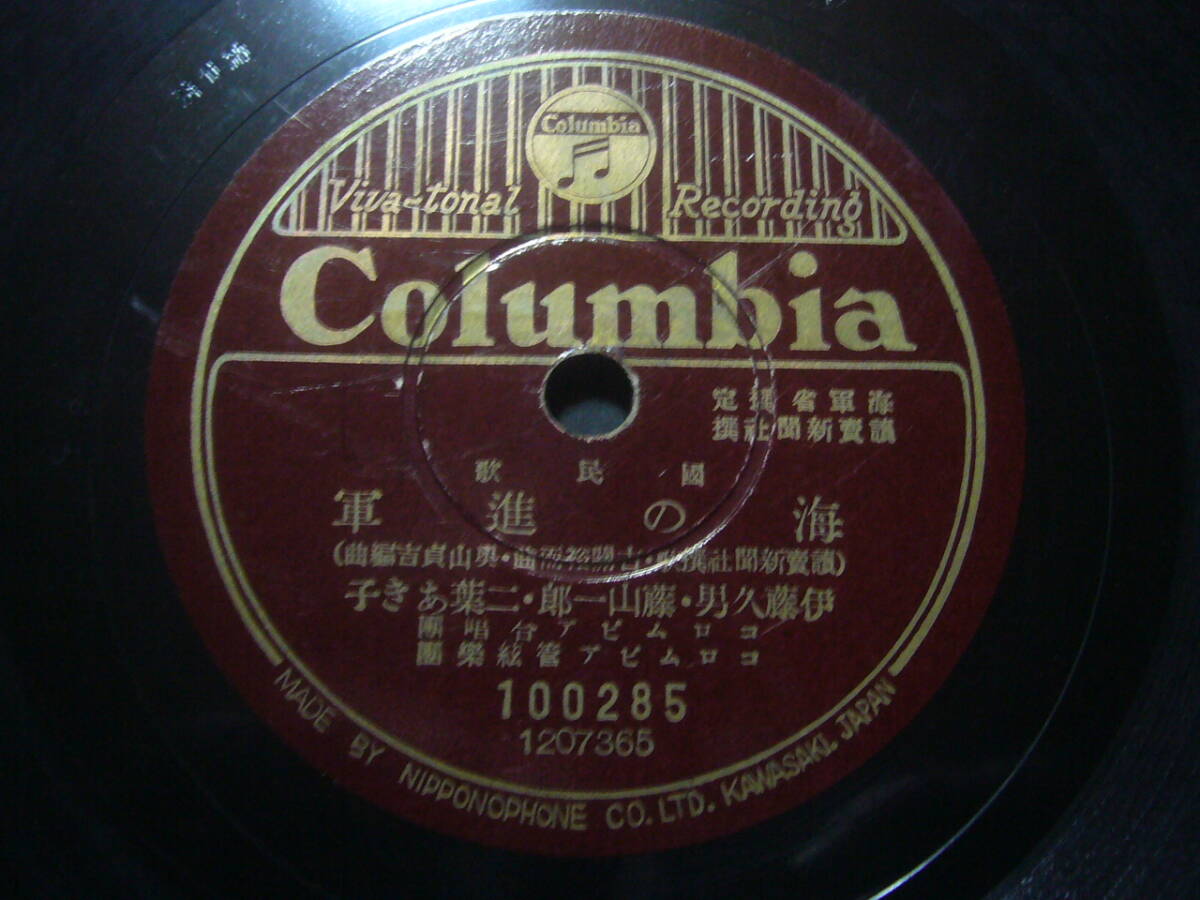 Columbia
Viva-tonal Recording
Columbia
海軍省撰定
讀賣新聞社撰
國民歌
海の進軍
(讀賣新聞社撰歌・古關裕而曲・奥山貞吉編曲)
伊藤久男・藤山一郎・二葉あき子
コロムビア合唱團
コロムビア管絃樂團
100285
1207365
MADE BY NIPPONOPHONE CO. LTD. KAWASAKI, JAPAN